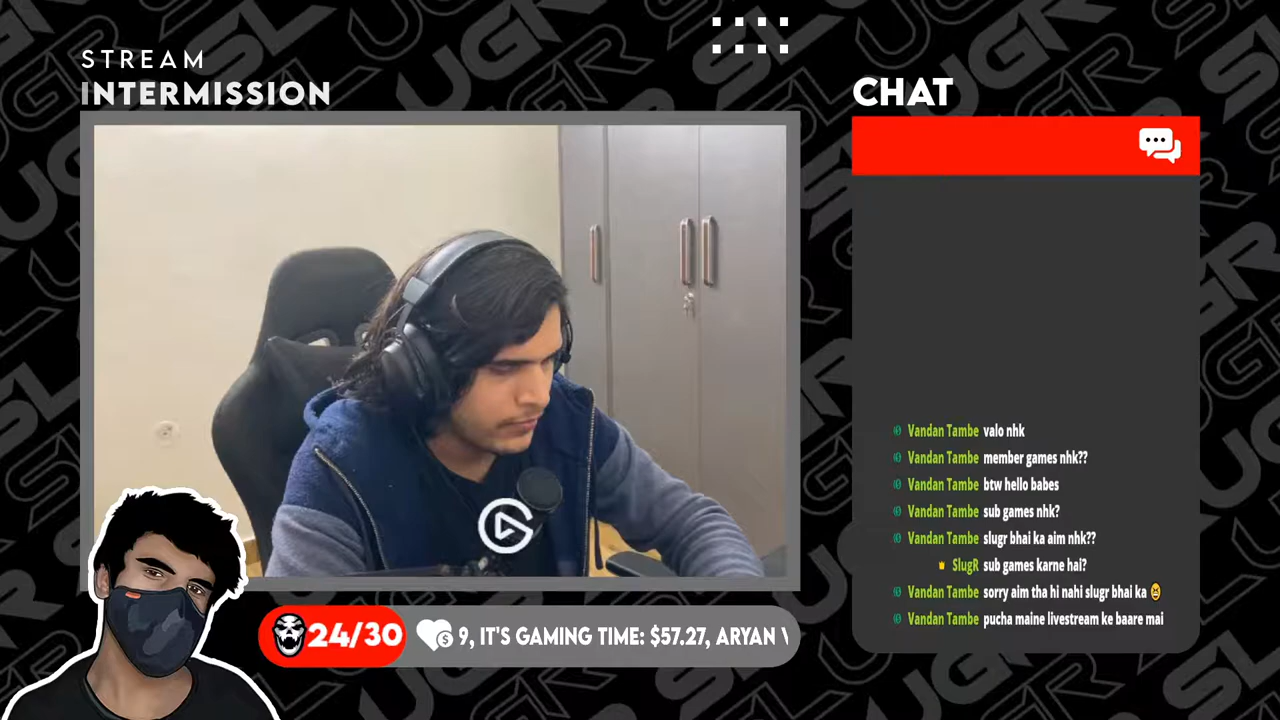 STREAM
INTERMISSION
CHAT
Vandan Tambe valo nhk
Vandan Tambe member games nhk??
Vandan Tambe btw hello babes
Vandan Tambe sub games nhk?
Vandan Tambe slugr bhai ka aim nhk??
SlugR sub games karne hai?
Vandan Tambe sorry aim tha hi nahi slugr bhai ka
Vandan Tambe pucha maine livestream ke baare mai
24/30
9, IT'S GAMING TIME: $57.27, ARYAN